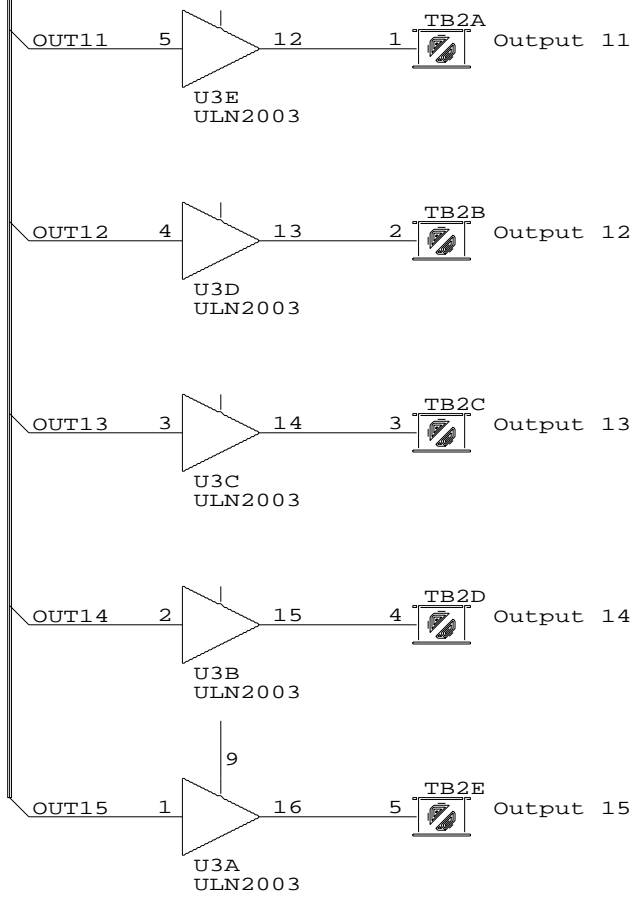 TB2A
OUT11 5 12 1 Output 11
U3E
ULN2003
TB2B
OUT12 4 13 2 Output 12
U3D
ULN2003
TB2C
OUT13 3 14 3 Output 13
U3C
ULN2003
TB2D
OUT14 2 15 4 Output 14
U3B
ULN2003
9
TB2E
OUT15 1 16 5 Output 15
U3A
ULN2003